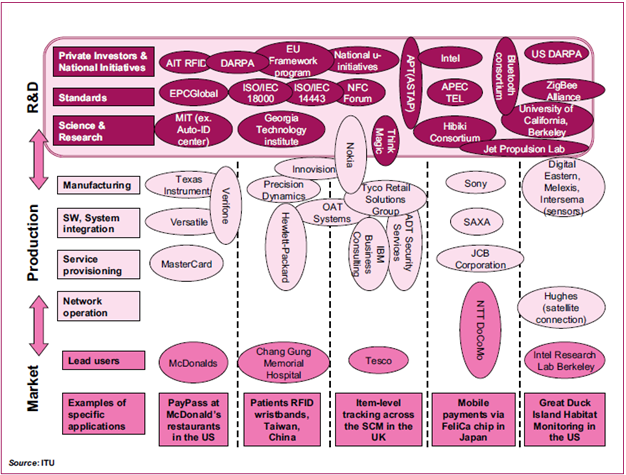 R&D
Production
Market
Private Investors &
National Initiatives
AIT RFID
DARPA
EU
Framework
program
National u-
initiatives
APT(ASTAP)
Intel
Bluetooth
consortium
US DARPA
Standards
EPCGlobal
ISO/IEC
18000
ISO/IEC
14443
NFC
Forum
APEC
TEL
ZigBee
Alliance
Science &
Research
MIT (ex.
Auto-ID
center)
Georgia
Technology
institute
Nokia
Think
Magic
Hibiki
Consortium
University of
California,
Berkeley
Jet Propulsion Lab
Manufacturing
Texas
Instrument
Verifone
Innovision
Precision
Dynamics
Tyco Retail
Solutions
Group
Sony
Digital
Eastern,
Melexis,
Intersema
(sensors)
SW, System
integration
Versatile
Hewlett-Packard
OAT
Systems
IBM
Business
Consulting
ADT Security
Services
SAXA
Service
provisioning
MasterCard
JCB
Corporation
Network
operation
NTT DoCoMo
Hughes
(satellite
connection)
Lead users
McDonalds
Chang Gung
Memorial
Hospital
Tesco
Intel Research
Lab Berkeley
Examples of
specific
applications
PayPass at
McDonald's
restaurants
in the US
Patients RFID
wristbands,
Taiwan,
China
Item-level
tracking across
the SCM in the
UK
Mobile
payments via
FeliCa chip in
Japan
Great Duck
Island Habitat
Monitoring in
the US
Source: ITU